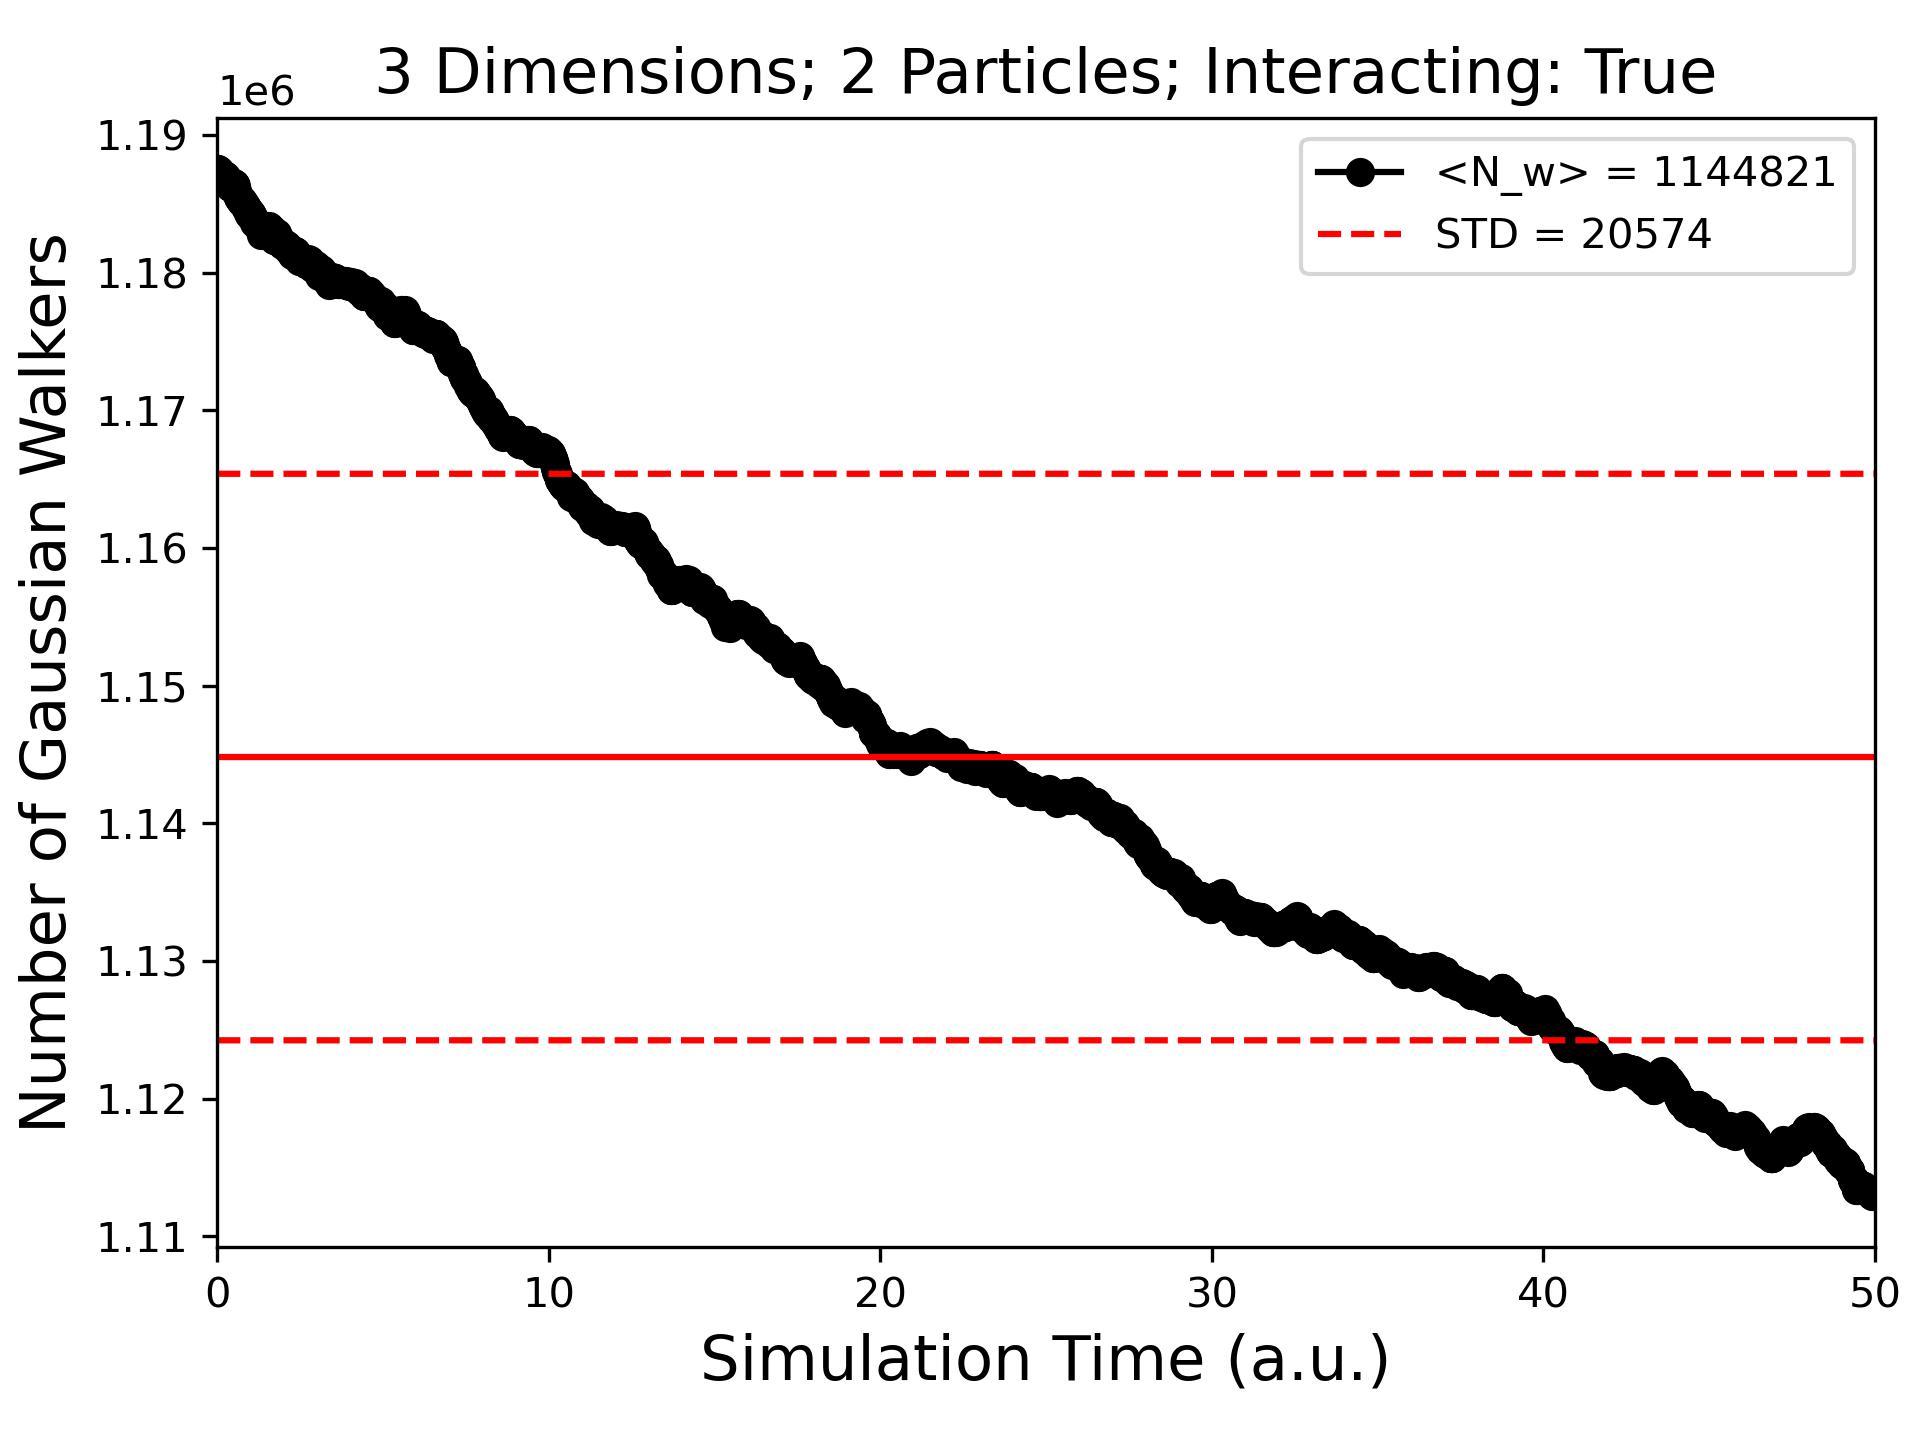 3 Dimensions; 2 Particles; Interacting: True
1e6
<N_w> = 1144821
STD = 20574
Number of Gaussian Walkers
1.19
1.18
1.17
1.16
1.15
1.14
1.13
1.12
1.11
0 10 20 30 40 50
Simulation Time (a.u.)